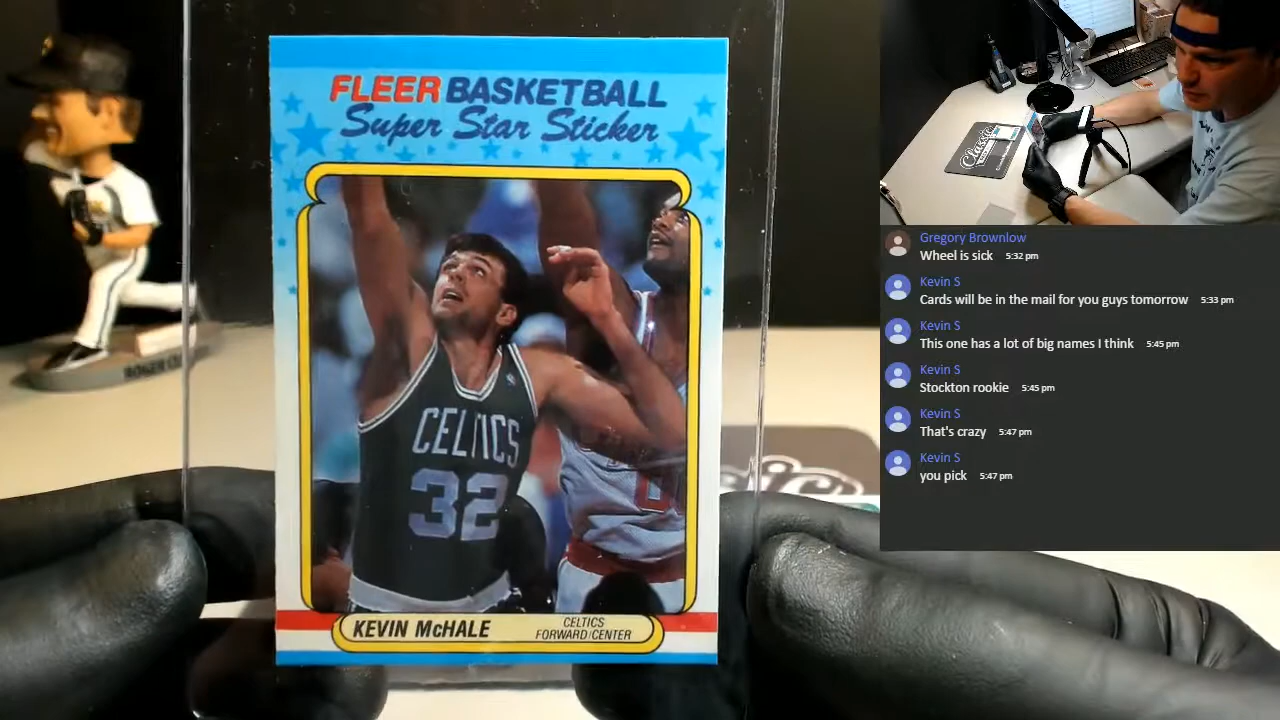 FLEER BASKETBALL
Super Star Sticker
CELTICS
32
KEVIN McHALE
CELTICS
FORWARD/CENTER
Classic
Gregory Brownlow
Wheel is sick 5:32 pm
Kevin S
Cards will be in the mail for you guys tomorrow 5:33 pm
Kevin S
This one has a lot of big names I think 5:45 pm
Kevin S
Stockton rookie 5:45 pm
Kevin S
That's crazy 5:47 pm
Kevin S
you pick 5:47 pm